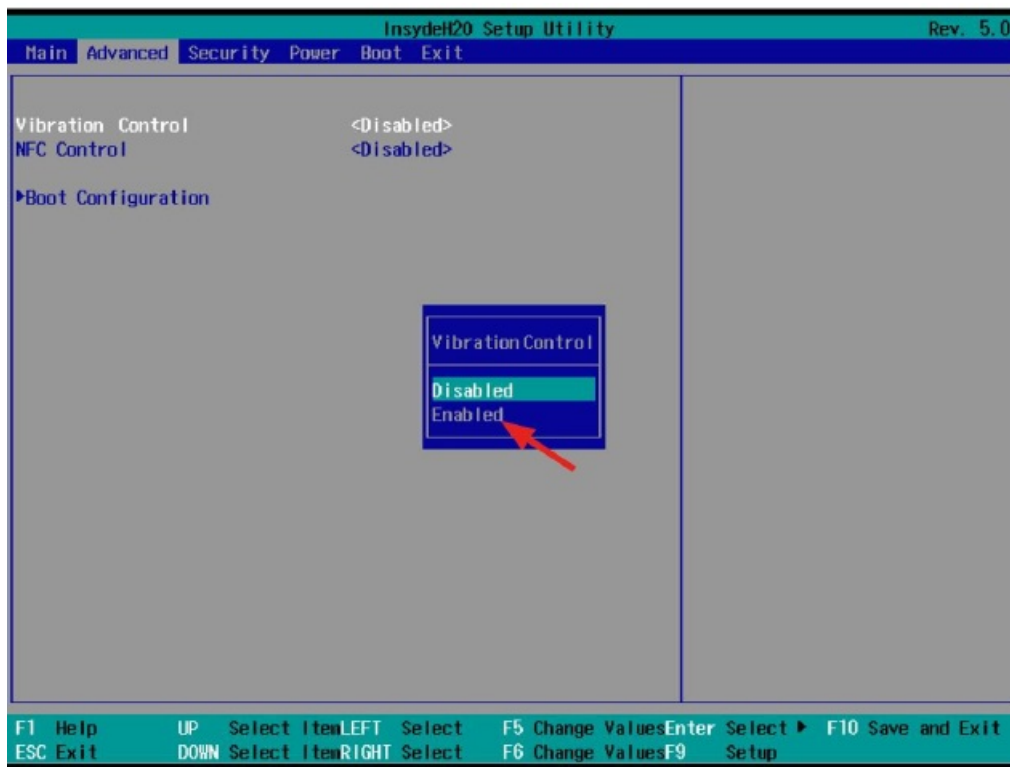 InsydeH20 Setup Utility Rev. 5.0
Main Advanced Security Power Boot Exit
Vibration Control <Disabled>
NFC Control <Disabled>
▶Boot Configuration
Vibration Control
Disabled
Enabled
F1 Help UP Select Item LEFT Select F5 Change Values Enter Select ▶ F10 Save and Exit
ESC Exit DOWN Select Item RIGHT Select F6 Change Values F9 Setup